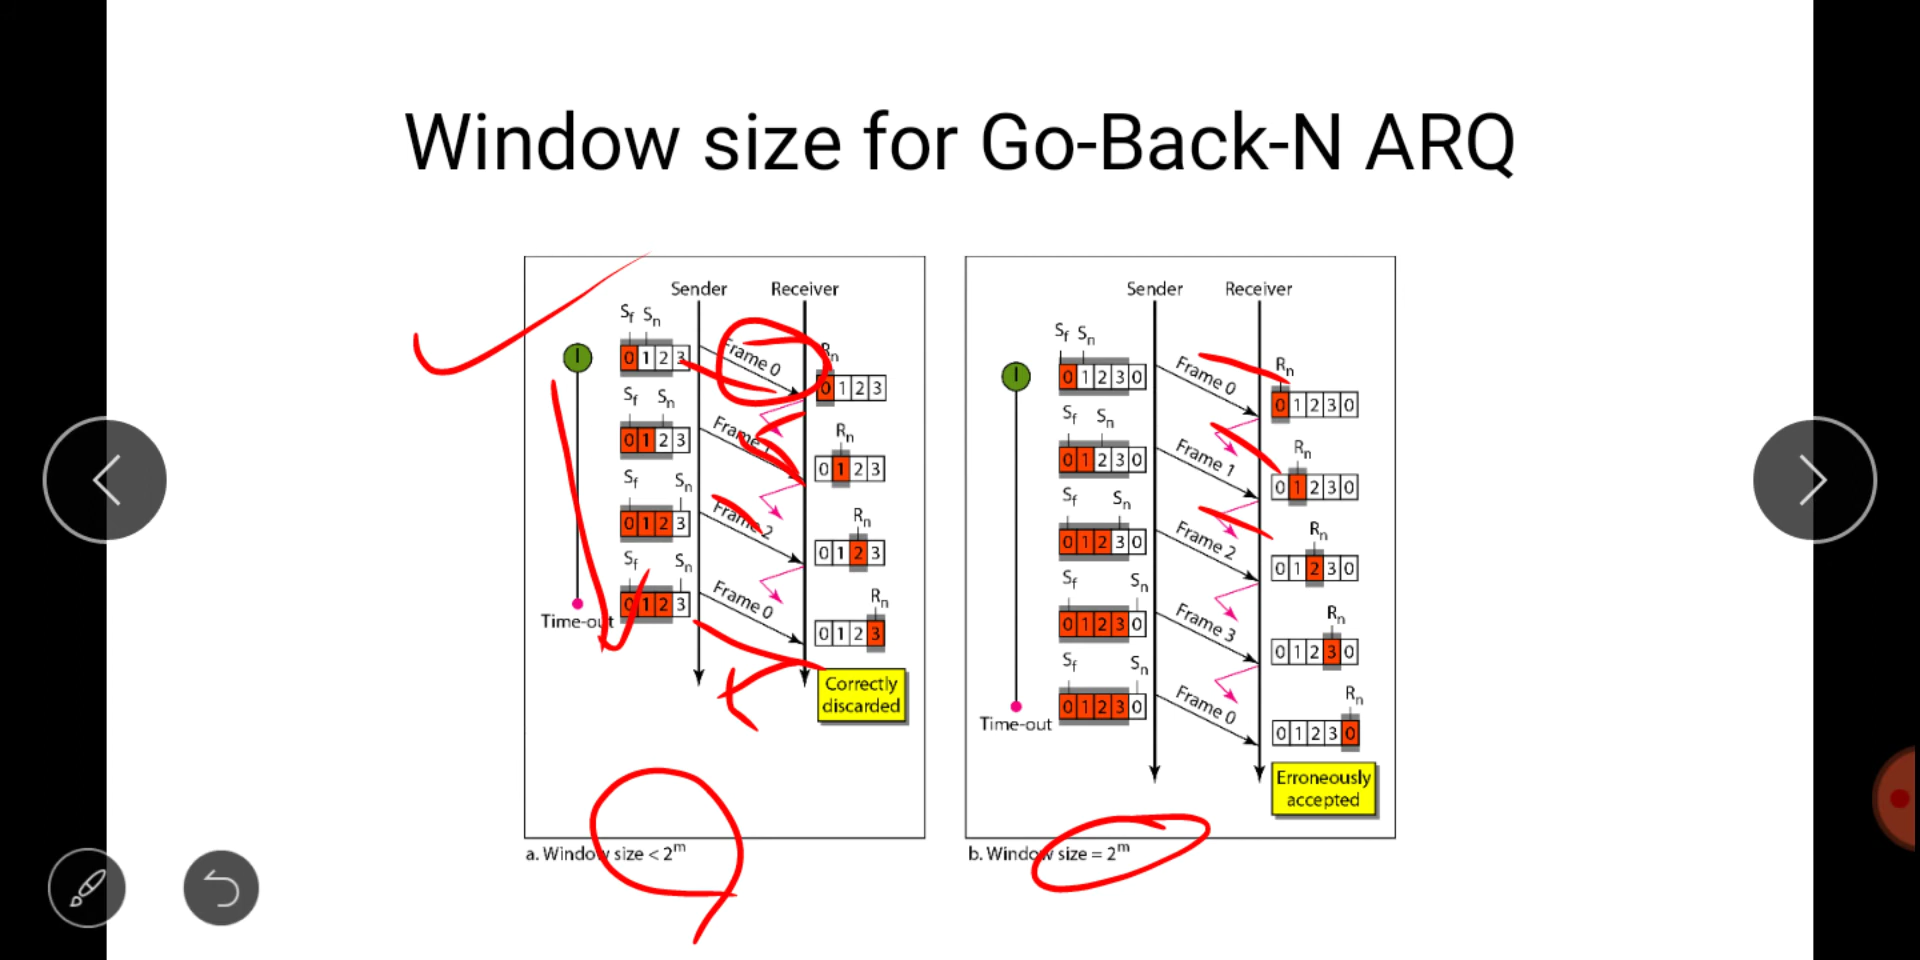 Window size for Go-Back-N ARQ
Sender Receiver
Sf Sn
0 1 2 3
Frame 0
Rn
0 1 2 3
Sf Sn
0 1 2 3
Frame 1
Rn
0 1 2 3
Sf Sn
0 1 2 3
Frame 2
Rn
0 1 2 3
Sf Sn
0 1 2 3
Frame 0
Rn
0 1 2 3
Time-out
Correctly
discarded
a. Window size < 2^m
Sender Receiver
Sf Sn
0 1 2 3 0
Frame 0
Rn
0 1 2 3 0
Sf Sn
0 1 2 3 0
Frame 1
Rn
0 1 2 3 0
Sf Sn
0 1 2 3 0
Frame 2
Rn
0 1 2 3 0
Sf Sn
0 1 2 3 0
Frame 3
Rn
0 1 2 3 0
Sf Sn
0 1 2 3 0
Frame 0
Rn
0 1 2 3 0
Time-out
Erroneously
accepted
b. Window size = 2^m